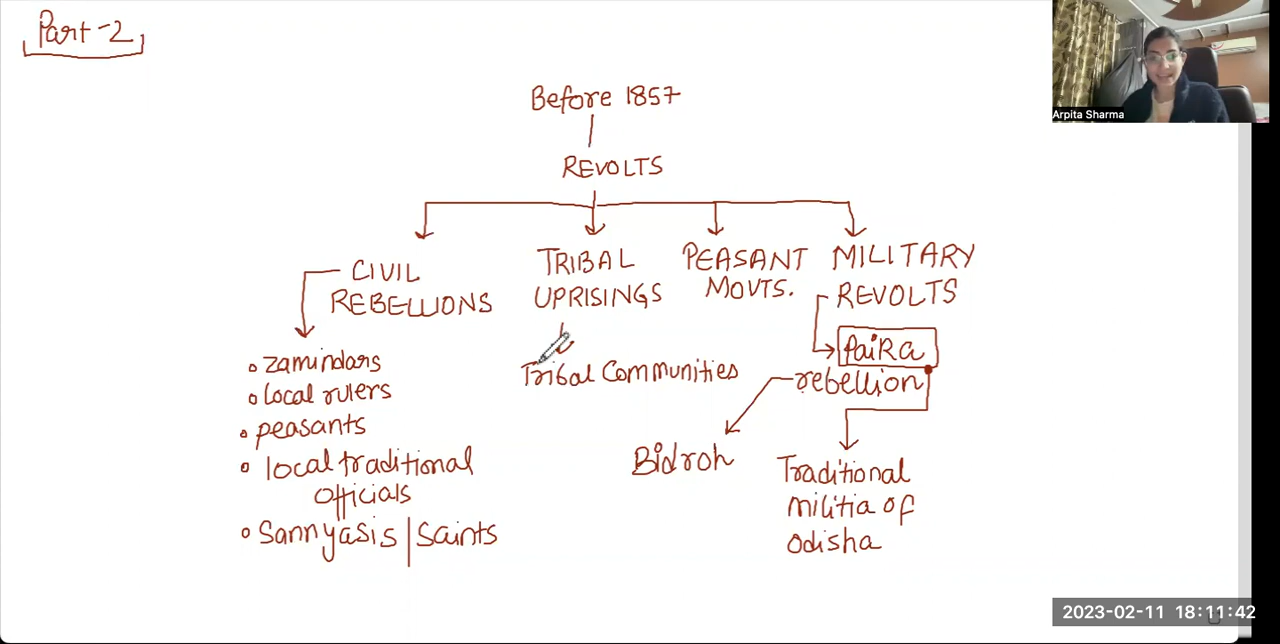 Part-2
Arpita Sharma
Before 1857
REVOLTS
CIVIL
REBELLIONS
TRIBAL
UPRISINGS
PEASANT
MOVTS.
MILITARY
REVOLTS
• zamindars
• local rulers
• peasants
• local traditional
officials
• Sannyasis | Saints
Tribal Communities
PaiRa
rebellion
Bidroh
Traditional
militia of
odisha
2023-02-11 18:11:42